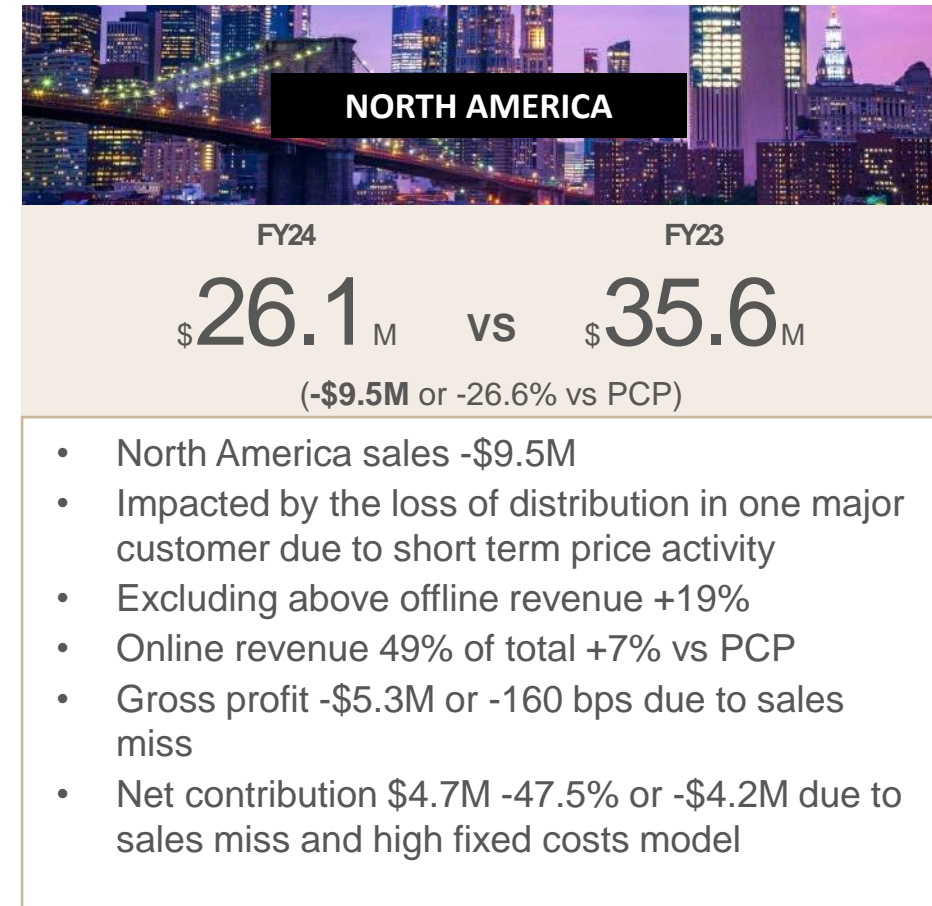 NORTH AMERICA
FY24 FY23
$26.1M vs $35.6M
(-$9.5M or -26.6% vs PCP)
• North America sales -$9.5M
• Impacted by the loss of distribution in one major
customer due to short term price activity
• Excluding above offline revenue +19%
• Online revenue 49% of total +7% vs PCP
• Gross profit -$5.3M or -160 bps due to sales
miss
• Net contribution $4.7M -47.5% or -$4.2M due to
sales miss and high fixed costs model